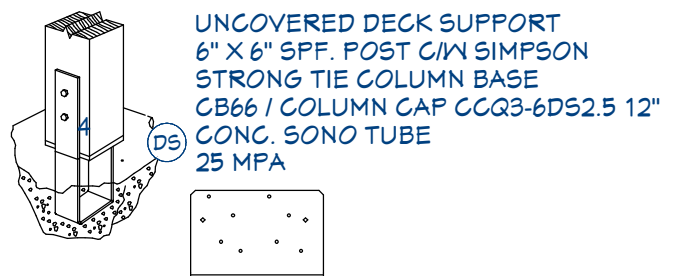 UNCOVERED DECK SUPPORT
6" X 6" SPF. POST C/W SIMPSON
STRONG TIE COLUMN BASE
CB66 / COLUMN CAP CCQ3-6DS2.5 12"
CONC. SONO TUBE
25 MPA
4
DS